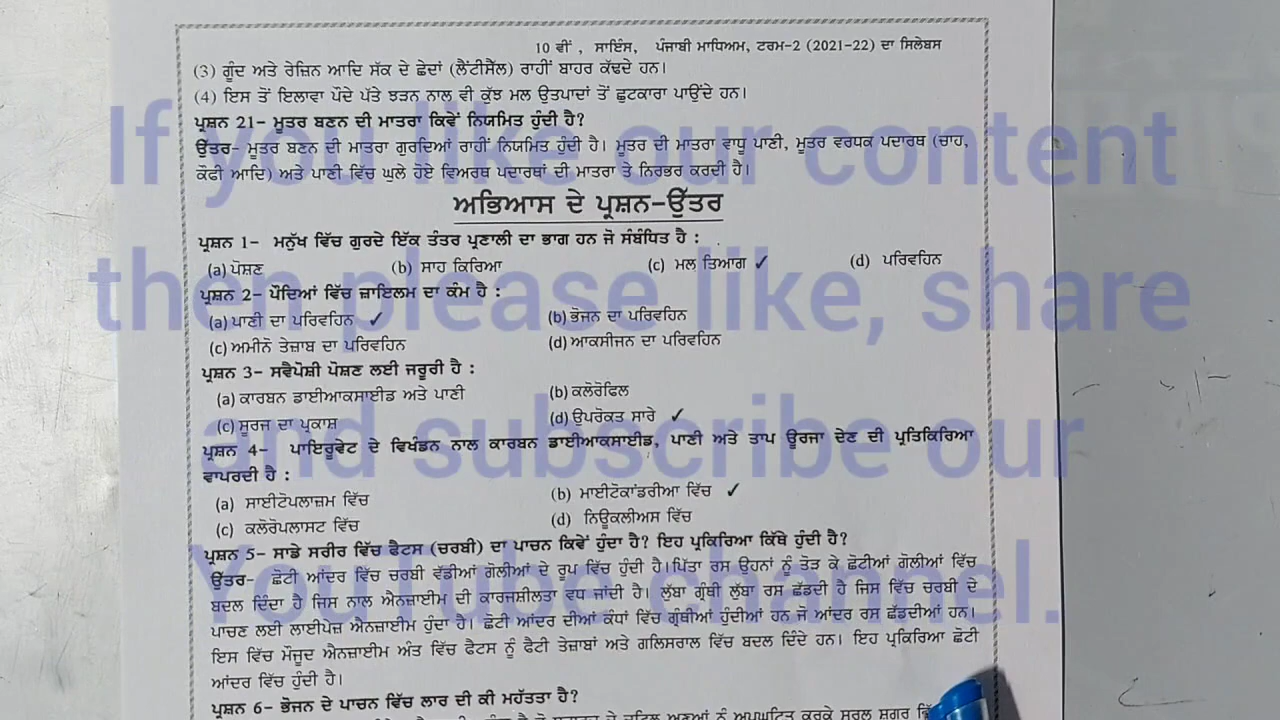 10 ਵੀਂ , ਸਾਇੰਸ, ਪੰਜਾਬੀ ਮਾਧਿਅਮ, ਟਰਮ-2 (2021-22) ਦਾ ਸਿਲੇਬਸ
(3) ਗੂੰਦ ਅਤੇ ਰੇਜ਼ਿਨ ਆਦਿ ਸੱਕ ਦੇ ਛੇਦਾਂ (ਲੈਂਟੀਸੈੱਲ) ਰਾਹੀਂ ਬਾਹਰ ਕੱਢਦੇ ਹਨ।
(4) ਇਸ ਤੋਂ ਇਲਾਵਾ ਪੌਦੇ ਪੱਤੇ ਝੜਨ ਨਾਲ ਵੀ ਕੁੱਝ ਮਲ ਉਤਪਾਦਾਂ ਤੋਂ ਛੁਟਕਾਰਾ ਪਾਉਂਦੇ ਹਨ।
ਪ੍ਰਸ਼ਨ 21- ਮੂਤਰ ਬਣਨ ਦੀ ਮਾਤਰਾ ਕਿਵੇਂ ਨਿਯਮਿਤ ਹੁੰਦੀ ਹੈ?
ਉੱਤਰ- ਮੂਤਰ ਬਣਨ ਦੀ ਮਾਤਰਾ ਗੁਰਦਿਆਂ ਰਾਹੀਂ ਨਿਯਮਿਤ ਹੁੰਦੀ ਹੈ। ਮੂਤਰ ਦੀ ਮਾਤਰਾ ਵਾਧੂ ਪਾਣੀ, ਮੂਤਰ ਵਰਧਕ ਪਦਾਰਥ (ਚਾਹ,
ਕੌਫੀ ਆਦਿ) ਅਤੇ ਪਾਣੀ ਵਿੱਚ ਘੁਲੇ ਹੋਏ ਵਿਅਰਥ ਪਦਾਰਥਾਂ ਦੀ ਮਾਤਰਾ ਤੇ ਨਿਰਭਰ ਕਰਦੀ ਹੈ।
If you like our content
ਅਭਿਆਸ ਦੇ ਪ੍ਰਸ਼ਨ-ਉੱਤਰ
ਪ੍ਰਸ਼ਨ 1- ਮਨੁੱਖ ਵਿੱਚ ਗੁਰਦੇ ਇੱਕ ਤੰਤਰ ਪ੍ਰਣਾਲੀ ਦਾ ਭਾਗ ਹਨ ਜੋ ਸੰਬੰਧਿਤ ਹੈ :
(a) ਪੋਸ਼ਣ (b) ਸਾਹ ਕਿਰਿਆ (c) ਮਲ ਤਿਆਗ ✓ (d) ਪਰਿਵਹਿਨ
ਪ੍ਰਸ਼ਨ 2- ਪੌਦਿਆਂ ਵਿੱਚ ਜ਼ਾਇਲਮ ਦਾ ਕੰਮ ਹੈ :
then please like, share
(a) ਪਾਣੀ ਦਾ ਪਰਿਵਹਿਨ ✓ (b) ਭੋਜਨ ਦਾ ਪਰਿਵਹਿਨ
(c) ਅਮੀਨੋ ਤੇਜ਼ਾਬ ਦਾ ਪਰਿਵਹਿਨ (d) ਆਕਸੀਜਨ ਦਾ ਪਰਿਵਹਿਨ
ਪ੍ਰਸ਼ਨ 3- ਸਵੈਪੋਸ਼ੀ ਪੋਸ਼ਣ ਲਈ ਜਰੂਰੀ ਹੈ :
(a) ਕਾਰਬਨ ਡਾਈਆਕਸਾਈਡ ਅਤੇ ਪਾਣੀ (b) ਕਲੋਰੋਫਿਲ
(c) ਸੂਰਜ ਦਾ ਪ੍ਰਕਾਸ਼ (d) ਉਪਰੋਕਤ ਸਾਰੇ ✓
and subscribe our
ਪ੍ਰਸ਼ਨ 4- ਪਾਇਰੂਵੇਟ ਦੇ ਵਿਖੰਡਨ ਨਾਲ ਕਾਰਬਨ ਡਾਈਆਕਸਾਈਡ, ਪਾਣੀ ਅਤੇ ਤਾਪ ਊਰਜਾ ਦੇਣ ਦੀ ਪ੍ਰਤਿਕਿਰਿਆ
ਵਾਪਰਦੀ ਹੈ :
(a) ਸਾਈਟੋਪਲਾਜ਼ਮ ਵਿੱਚ (b) ਮਾਈਟੋਕਾਂਡਰੀਆ ਵਿੱਚ ✓
(c) ਕਲੋਰੋਪਲਾਸਟ ਵਿੱਚ (d) ਨਿਊਕਲੀਅਸ ਵਿੱਚ
ਪ੍ਰਸ਼ਨ 5- ਸਾਡੇ ਸਰੀਰ ਵਿੱਚ ਫੈਟਸ (ਚਰਬੀ) ਦਾ ਪਾਚਨ ਕਿਵੇਂ ਹੁੰਦਾ ਹੈ? ਇਹ ਪ੍ਰਕਿਰਿਆ ਕਿੱਥੇ ਹੁੰਦੀ ਹੈ?
ਉੱਤਰ- ਛੋਟੀ ਆਂਦਰ ਵਿੱਚ ਚਰਬੀ ਵੱਡੀਆਂ ਗੋਲੀਆਂ ਦੇ ਰੂਪ ਵਿੱਚ ਹੁੰਦੀ ਹੈ।ਪਿੱਤਾ ਰਸ ਉਹਨਾਂ ਨੂੰ ਤੋੜ ਕੇ ਛੋਟੀਆਂ ਗੋਲੀਆਂ ਵਿੱਚ
YouTube channel.
ਬਦਲ ਦਿੰਦਾ ਹੈ ਜਿਸ ਨਾਲ ਐਨਜ਼ਾਈਮ ਦੀ ਕਾਰਜਸ਼ੀਲਤਾ ਵਧ ਜਾਂਦੀ ਹੈ। ਲੁੱਬਾ ਗ੍ਰੰਥੀ ਲੁੱਬਾ ਰਸ ਛੱਡਦੀ ਹੈ ਜਿਸ ਵਿੱਚ ਚਰਬੀ ਦੇ
ਪਾਚਣ ਲਈ ਲਾਈਪੇਜ਼ ਐਨਜ਼ਾਈਮ ਹੁੰਦਾ ਹੈ। ਛੋਟੀ ਆਂਦਰ ਦੀਆਂ ਕੰਧਾਂ ਵਿੱਚ ਗ੍ਰੰਥੀਆਂ ਹੁੰਦੀਆਂ ਹਨ ਜੋ ਆਂਦਰ ਰਸ ਛੱਡਦੀਆਂ ਹਨ।
ਇਸ ਵਿੱਚ ਮੌਜੂਦ ਐਨਜ਼ਾਈਮ ਅੰਤ ਵਿੱਚ ਫੈਟਸ ਨੂੰ ਫੈਟੀ ਤੇਜ਼ਾਬਾਂ ਅਤੇ ਗਲਿਸਰਾਲ ਵਿੱਚ ਬਦਲ ਦਿੰਦੇ ਹਨ। ਇਹ ਪ੍ਰਕਿਰਿਆ ਛੋਟੀ
ਆਂਦਰ ਵਿੱਚ ਹੁੰਦੀ ਹੈ।
ਪ੍ਰਸ਼ਨ 6- ਭੋਜਨ ਦੇ ਪਾਚਨ ਵਿੱਚ ਲਾਰ ਦੀ ਕੀ ਮਹੱਤਤਾ ਹੈ?
ਦੇ ਜਟਿਲ ਅਣੂਆਂ ਨੂੰ ਅਪਘਟਿਤ ਕਰਕੇ ਸਰਲ ਸ਼ੂਗਰ